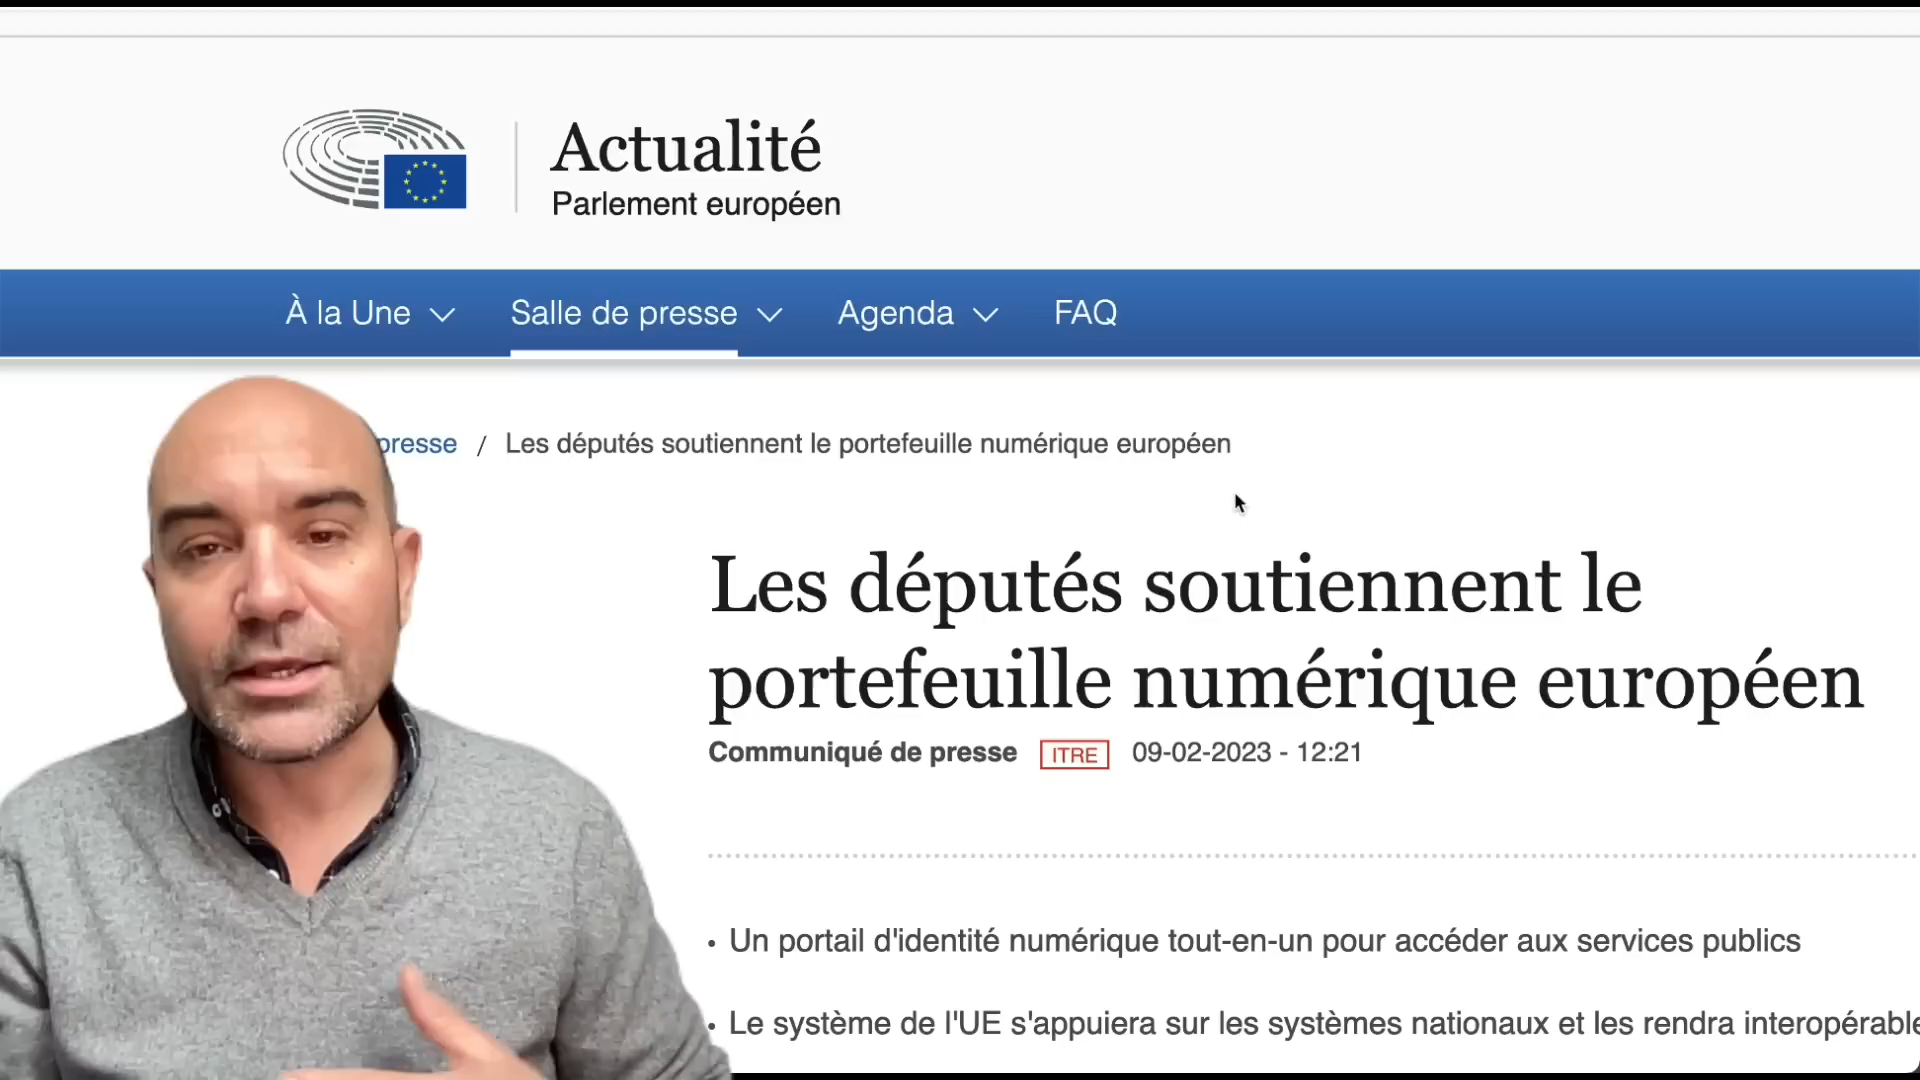 Actualité
Parlement européen
À la Une Salle de presse Agenda FAQ
presse / Les députés soutiennent le portefeuille numérique européen
Les députés soutiennent le
portefeuille numérique européen
Communiqué de presse ITRE 09-02-2023 - 12:21
• Un portail d'identité numérique tout-en-un pour accéder aux services publics
• Le système de l'UE s'appuiera sur les systèmes nationaux et les rendra interopérable